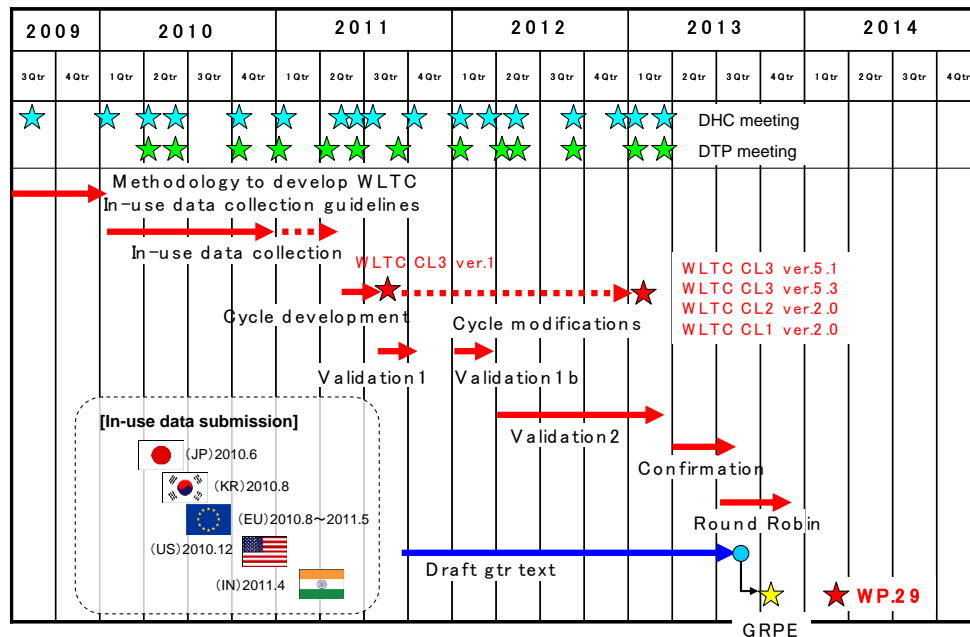 2009 2010 2011 2012 2013 2014
3Qtr 4Qtr 1Qtr 2Qtr 3Qtr 4Qtr 1Qtr 2Qtr 3Qtr 4Qtr 1Qtr 2Qtr 3Qtr 4Qtr 1Qtr 2Qtr 3Qtr 4Qtr 1Qtr 2Qtr 3Qtr 4Qtr
DHC meeting
DTP meeting
Methodology to develop WLTC
In-use data collection guidelines
In-use data collection
WLTC CL3 ver.1
WLTC CL3 ver.5.1
WLTC CL3 ver.5.3
WLTC CL2 ver.2.0
WLTC CL1 ver.2.0
Cycle development
Cycle modifications
Validation1
Validation1b
[In-use data submission]
Validation2
(JP)2010.6
Confirmation
(KR)2010.8
(EU)2010.8～2011.5
Round Robin
(US)2010.12
Draft gtr text
(IN)2011.4
WP.29
GRPE